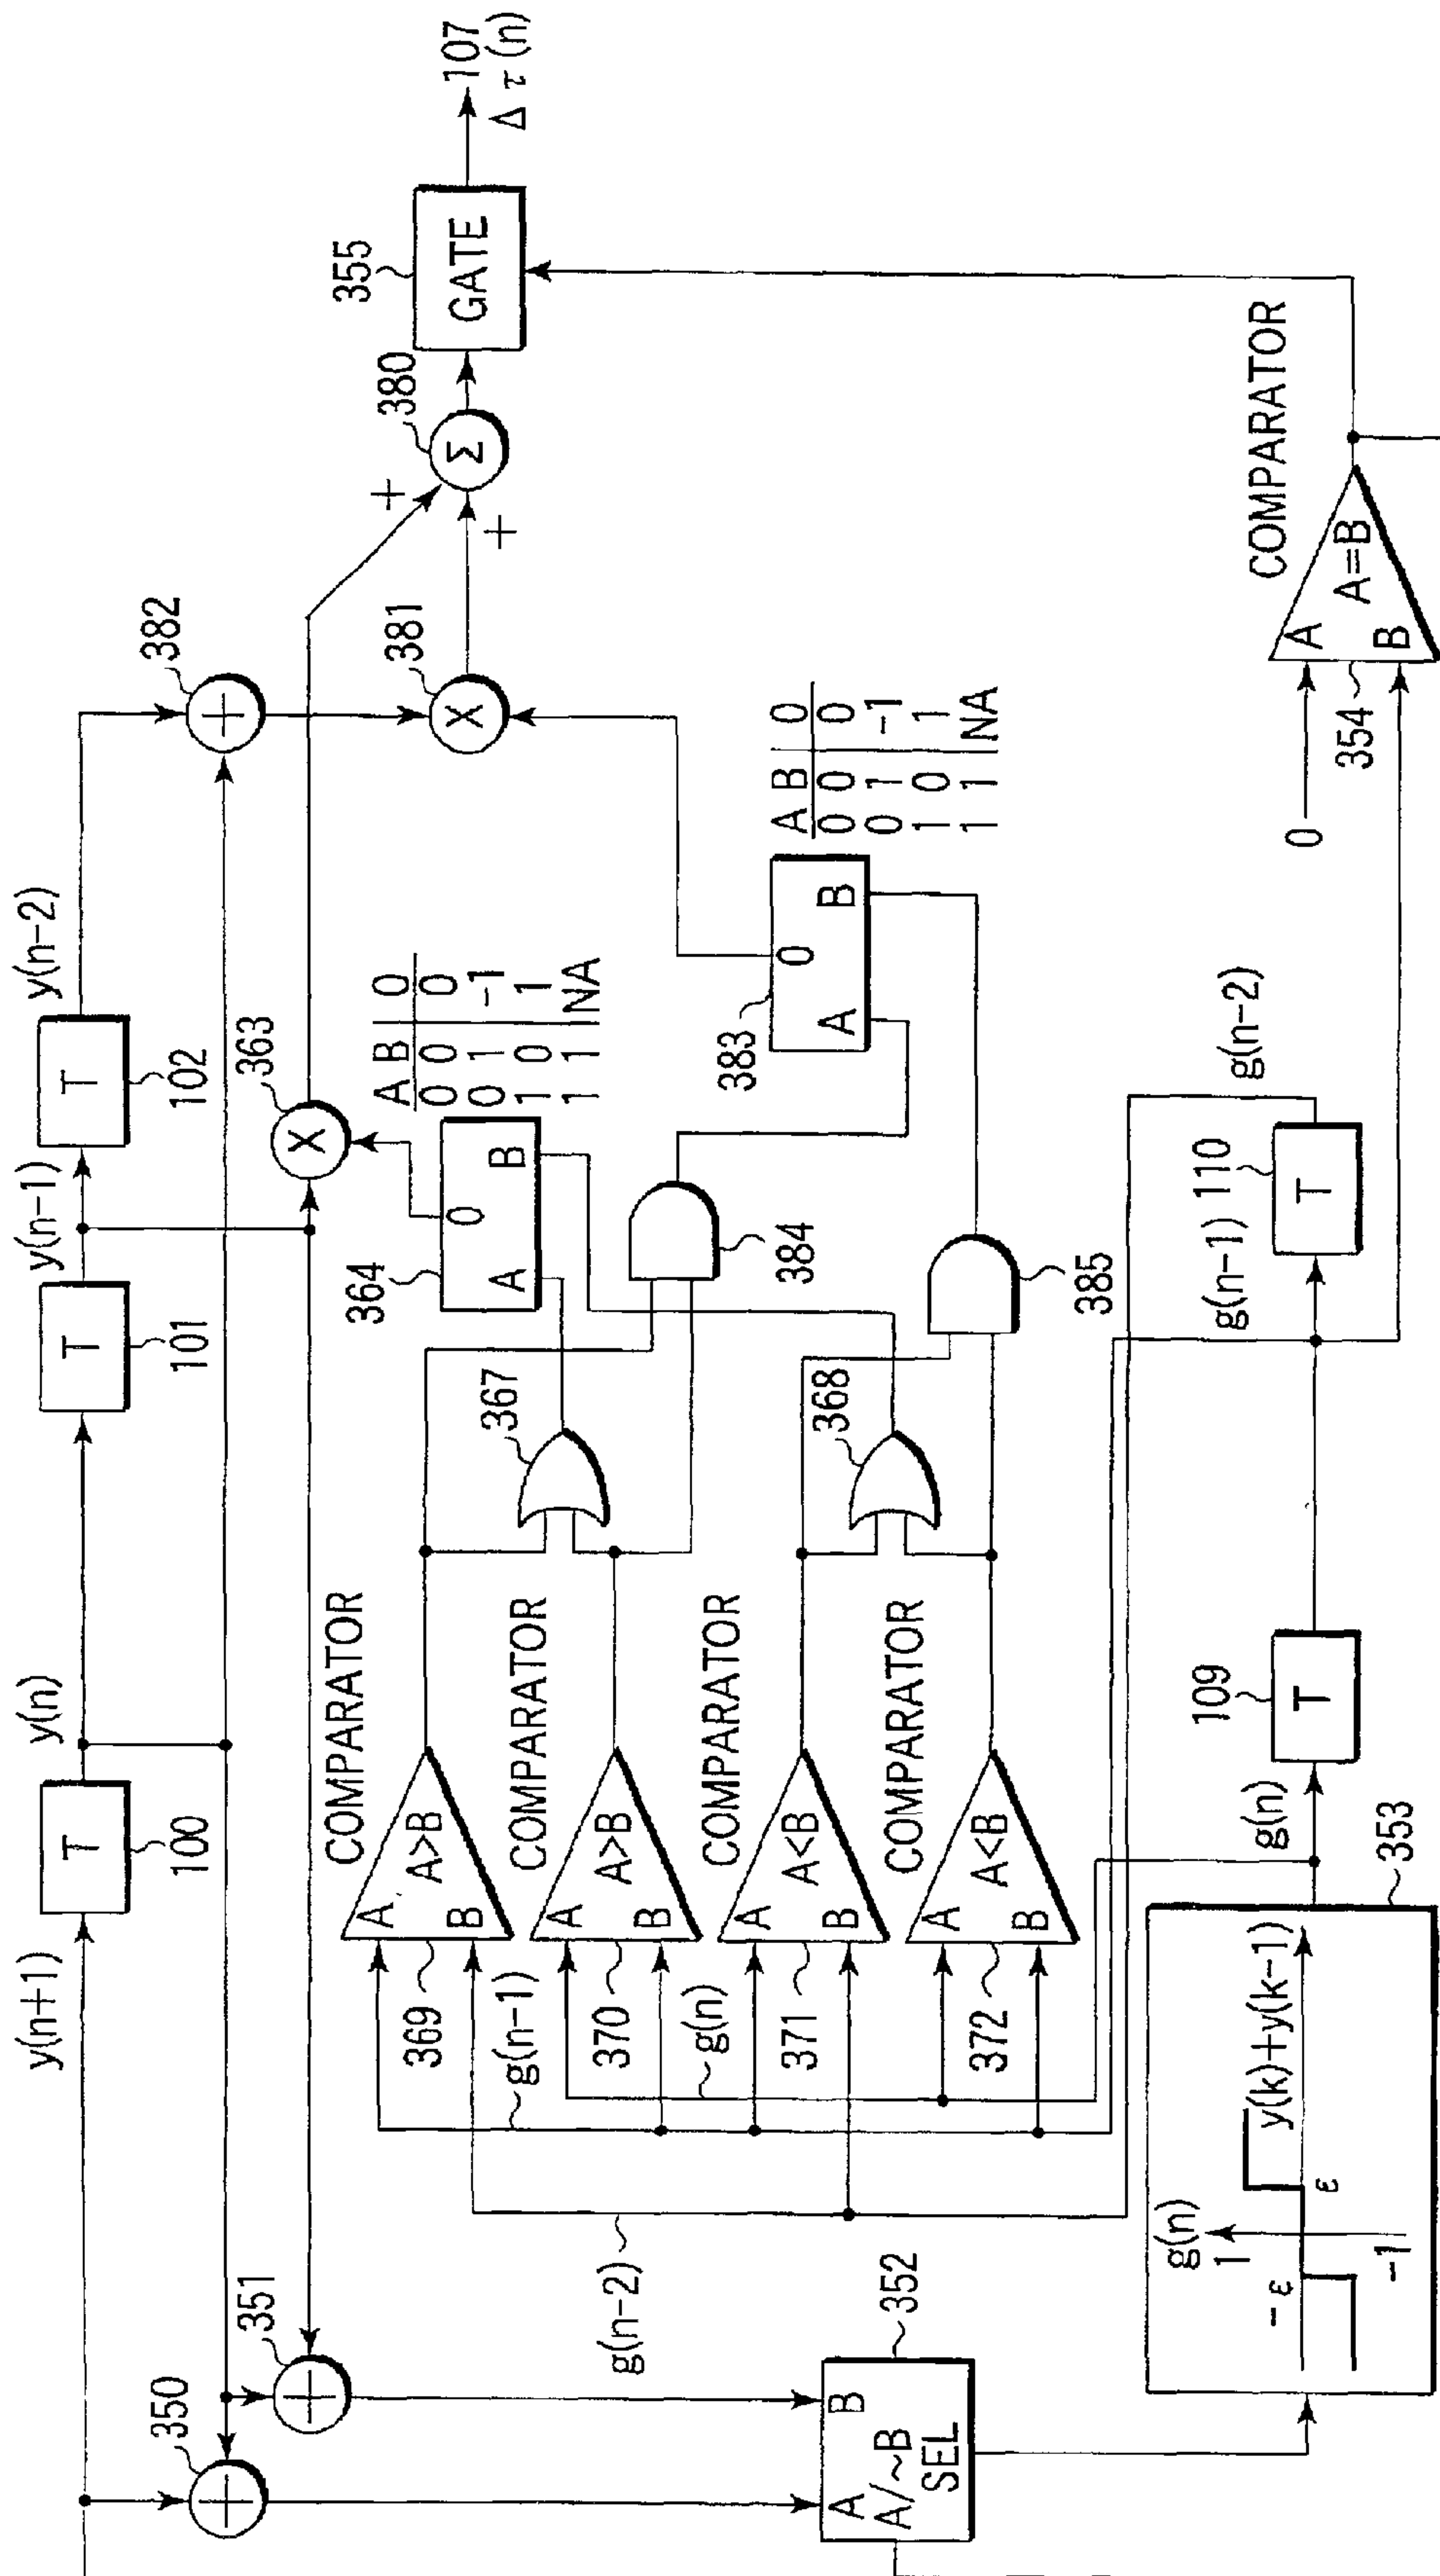 y(n+1)
y(n)
y(n-1)
y(n-2)
T
100
T
101
T
102
350
+
351
+
382
+
363
X
381
X
380
Σ
+
+
355
GATE
107
Δτ(n)
364
A
B
0
A B 0
0 0 0
0 1 -1
1 0 1
1 1 NA
383
A
B
0
A B 0
0 0 0
0 1 -1
1 0 1
1 1 NA
COMPARATOR
A
B
A>B
369
COMPARATOR
A
B
A>B
370
COMPARATOR
A
B
A<B
371
COMPARATOR
A
B
A<B
372
367
368
384
385
g(n-1)
g(n)
g(n-2)
352
A
B
A/~B
SEL
353
g(n)
1
-1
-ε
ε
y(k)+y(k-1)
g(n)
109
T
g(n-1)
110
T
g(n-2)
0
COMPARATOR
A
B
A=B
354